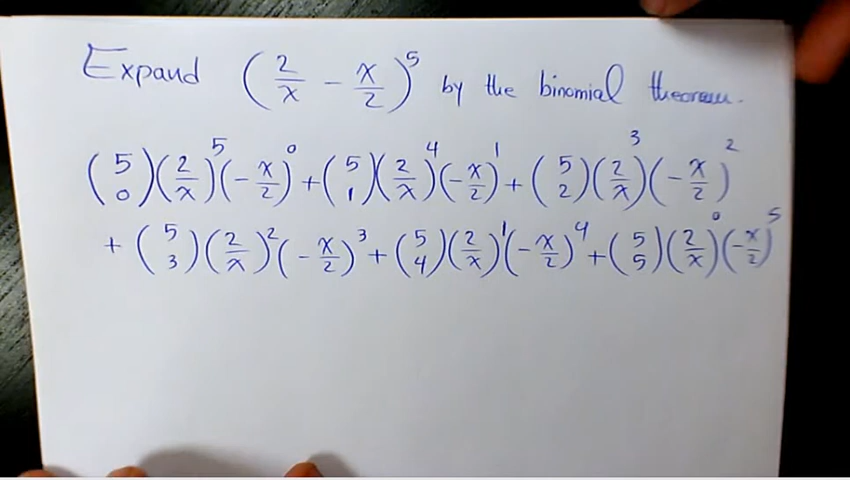 Expand (2/x - x/2)^5 by the binomial theorem.
(5 0)(2/x)^5(-x/2)^0 + (5 1)(2/x)^4(-x/2)^1 + (5 2)(2/x)^3(-x/2)^2
+ (5 3)(2/x)^2(-x/2)^3 + (5 4)(2/x)^1(-x/2)^4 + (5 5)(2/x)^0(-x/2)^5